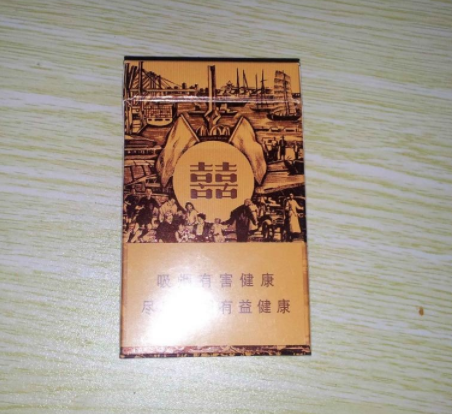 囍
吸 有害健康
尽 有益健康